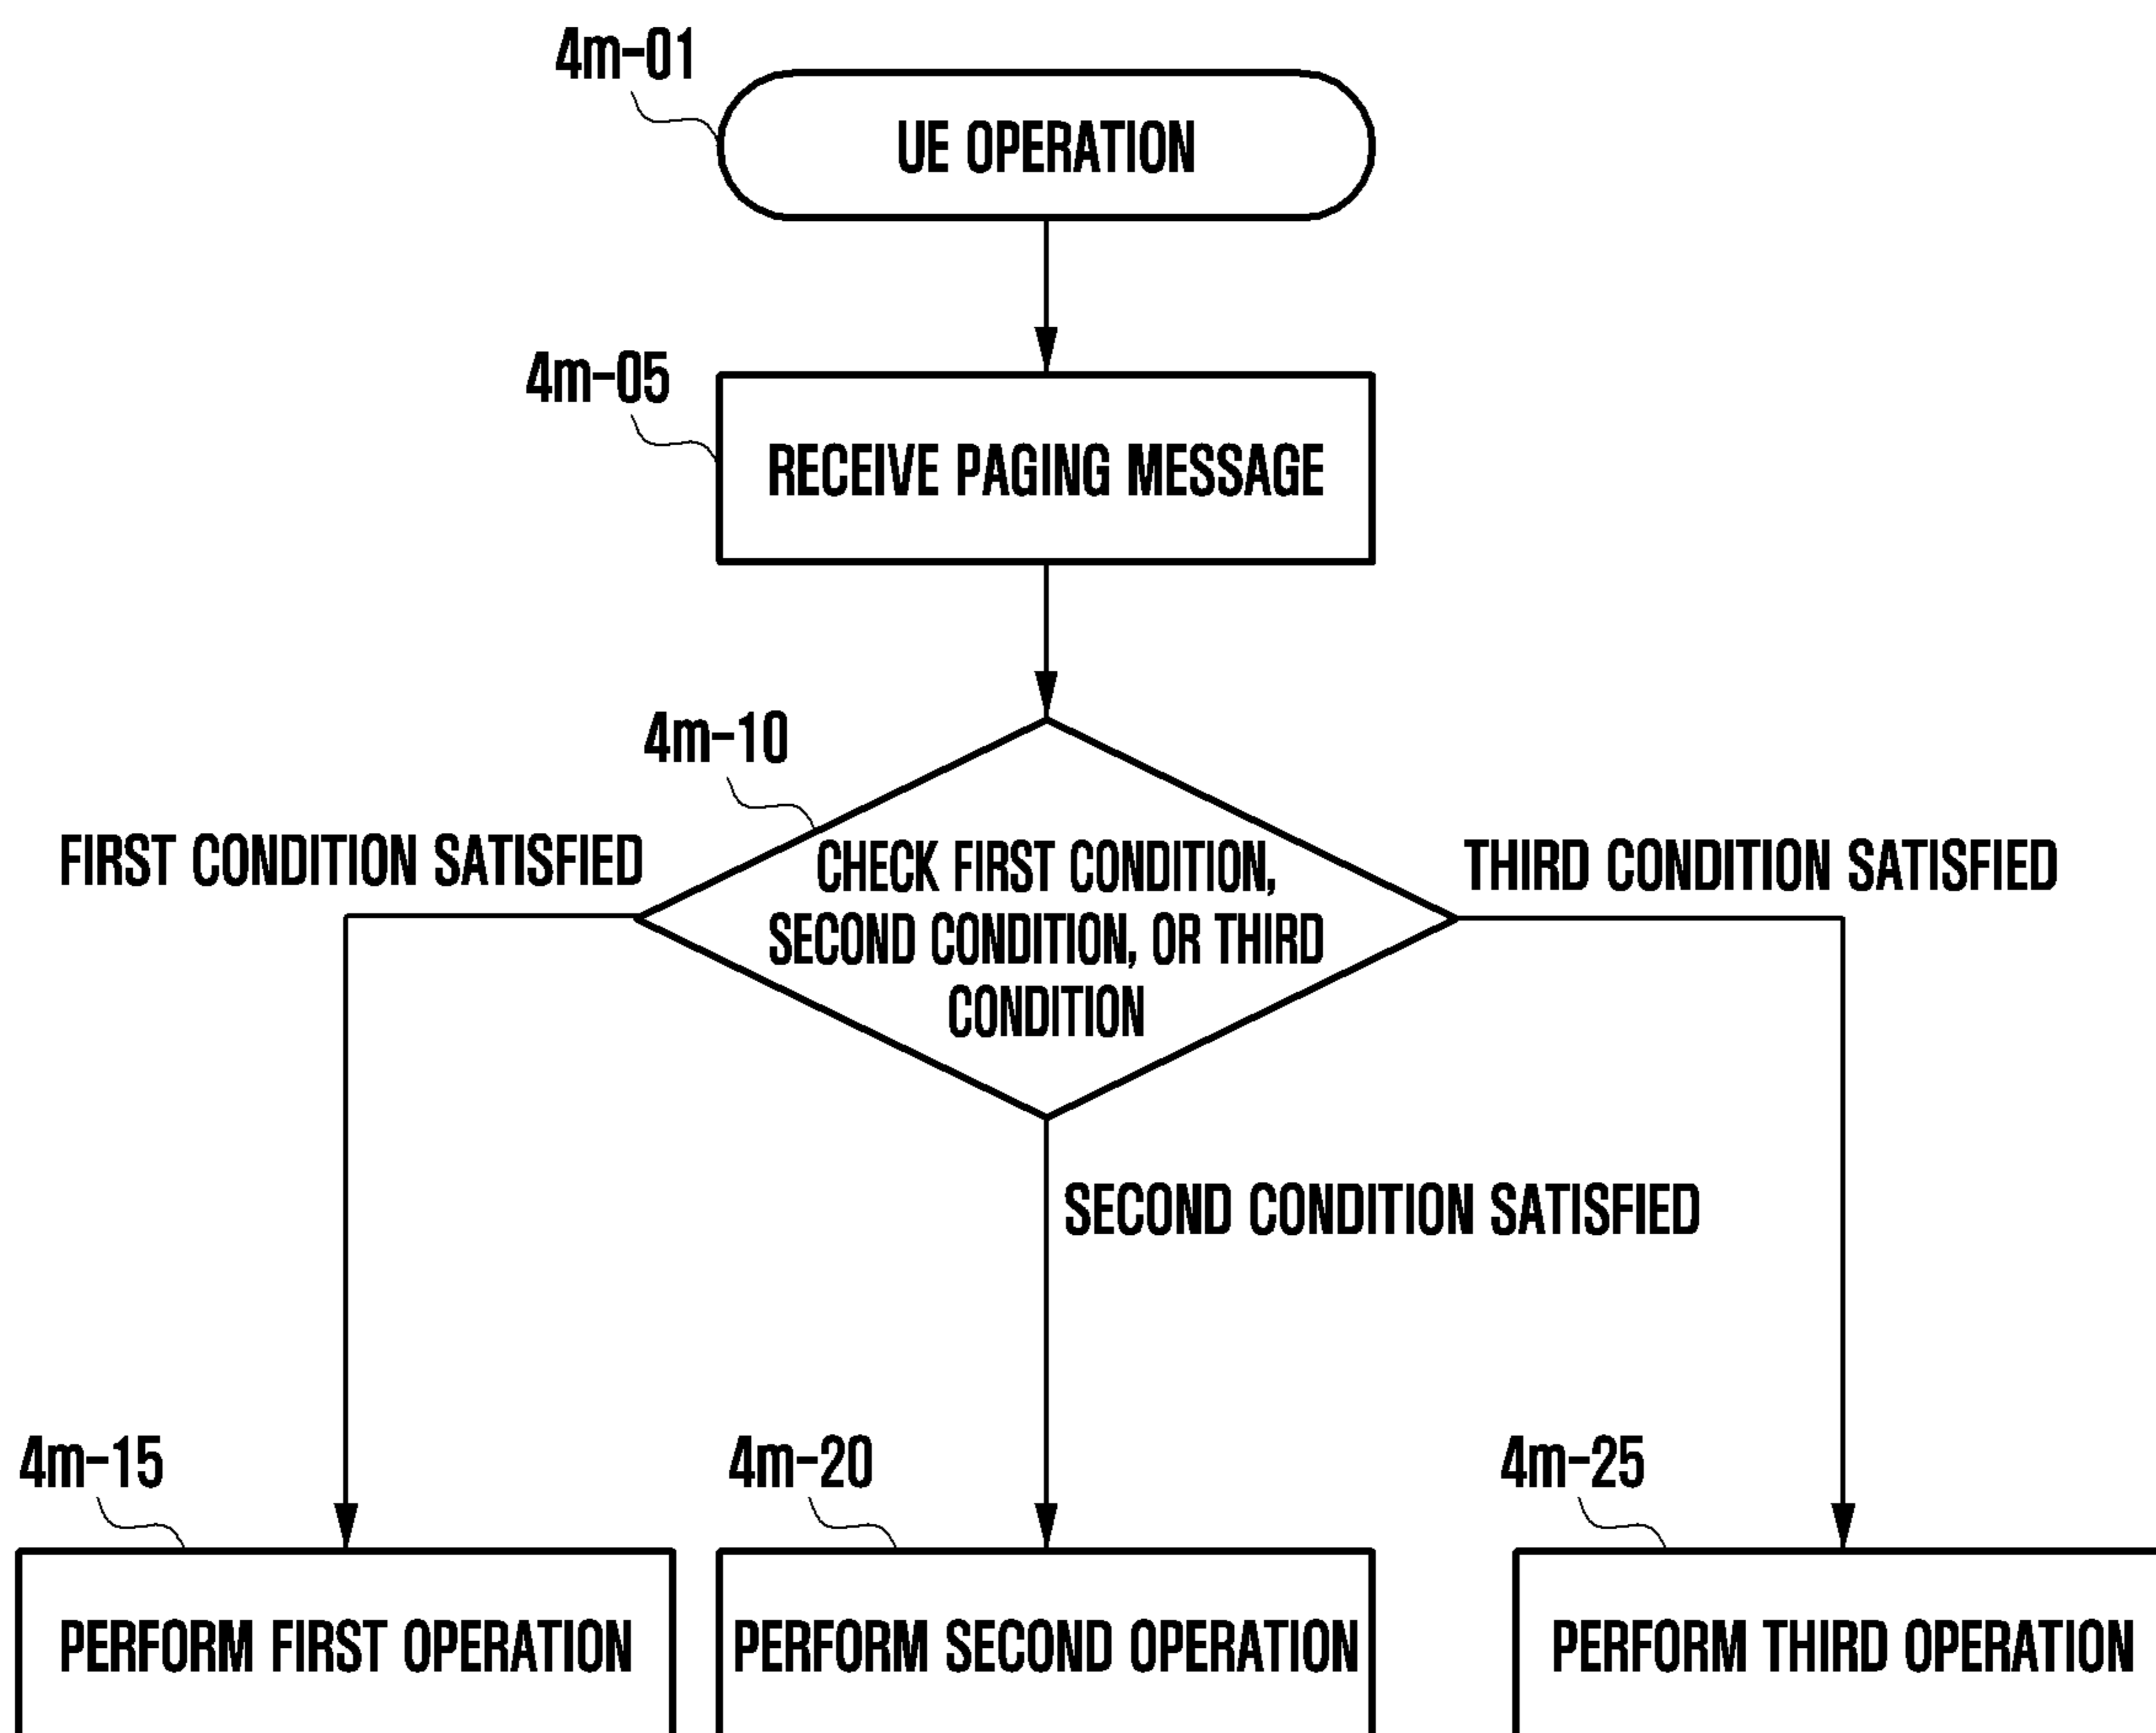 4m-01
UE OPERATION
4m-05
RECEIVE PAGING MESSAGE
4m-10
FIRST CONDITION SATISFIED
CHECK FIRST CONDITION,
SECOND CONDITION, OR THIRD
CONDITION
THIRD CONDITION SATISFIED
SECOND CONDITION SATISFIED
4m-15
4m-20
4m-25
PERFORM FIRST OPERATION
PERFORM SECOND OPERATION
PERFORM THIRD OPERATION